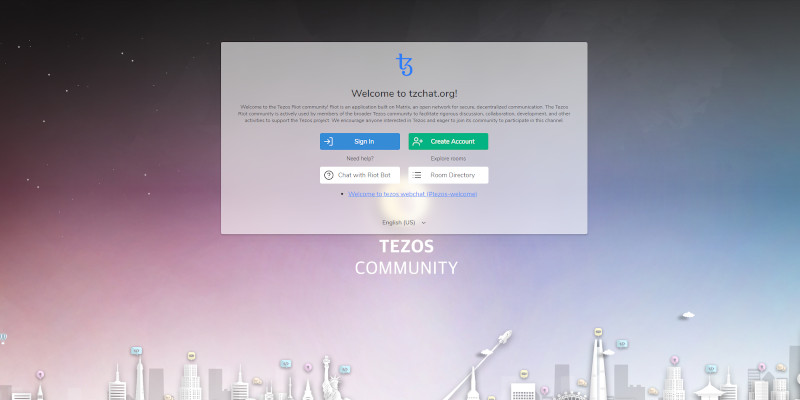 Welcome to tzchat.org!
Welcome to the Tezos Riot community! Riot is an application built on Matrix, an open network for secure, decentralized communication. The Tezos
Riot community is actively used by members of the broader Tezos community to facilitate rigorous discussion, collaboration, development, and other
activities to support the Tezos project. We encourage anyone interested in Tezos and eager to join its community to participate in this channel.
Sign In
Create Account
Need help?
Explore rooms
Chat with Riot Bot
Room Directory
Welcome to tezos webchat (#tezos-welcome)
English (US)
TEZOS
COMMUNITY